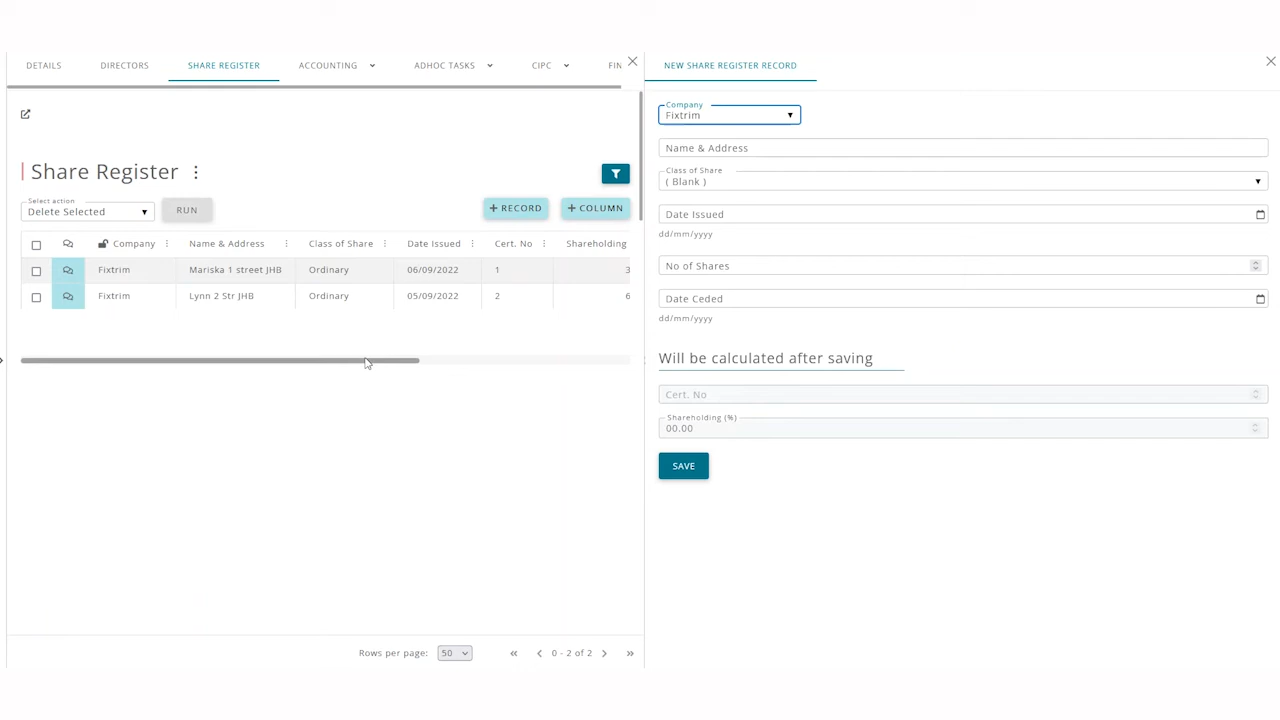 DETAILS DIRECTORS SHARE REGISTER ACCOUNTING ADHOC TASKS CIPC FIN
Share Register
Select action
Delete Selected
RUN
+ RECORD
+ COLUMN
Company Name & Address Class of Share Date Issued Cert. No Shareholding
Fixtrim Mariska 1 street JHB Ordinary 06/09/2022 1 3
Fixtrim Lynn 2 Str JHB Ordinary 05/09/2022 2 6
Rows per page: 50 0 - 2 of 2
NEW SHARE REGISTER RECORD
Company
Fixtrim
Name & Address
Class of Share
( Blank )
Date Issued
dd/mm/yyyy
No of Shares
Date Ceded
dd/mm/yyyy
Will be calculated after saving
Cert. No
Shareholding (%)
00.00
SAVE